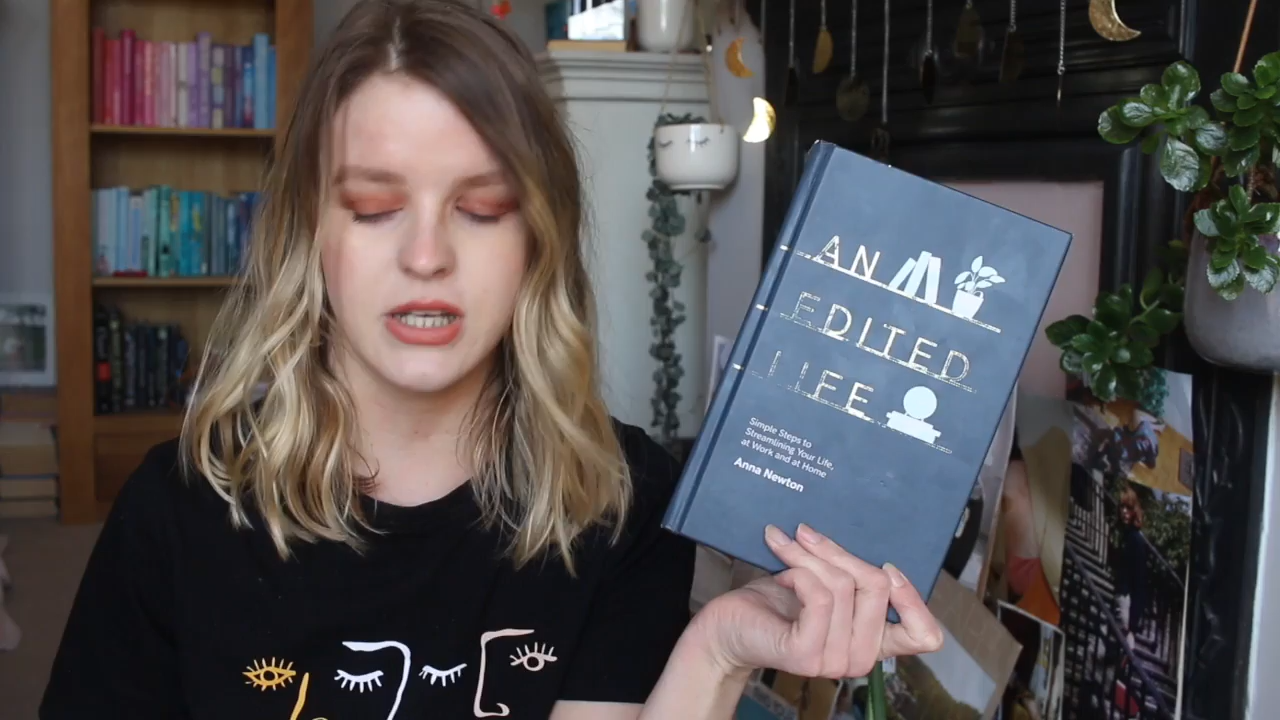 AN
EDITED
LIFE
Simple Steps to
Streamlining Your Life,
at Work and at Home
Anna Newton